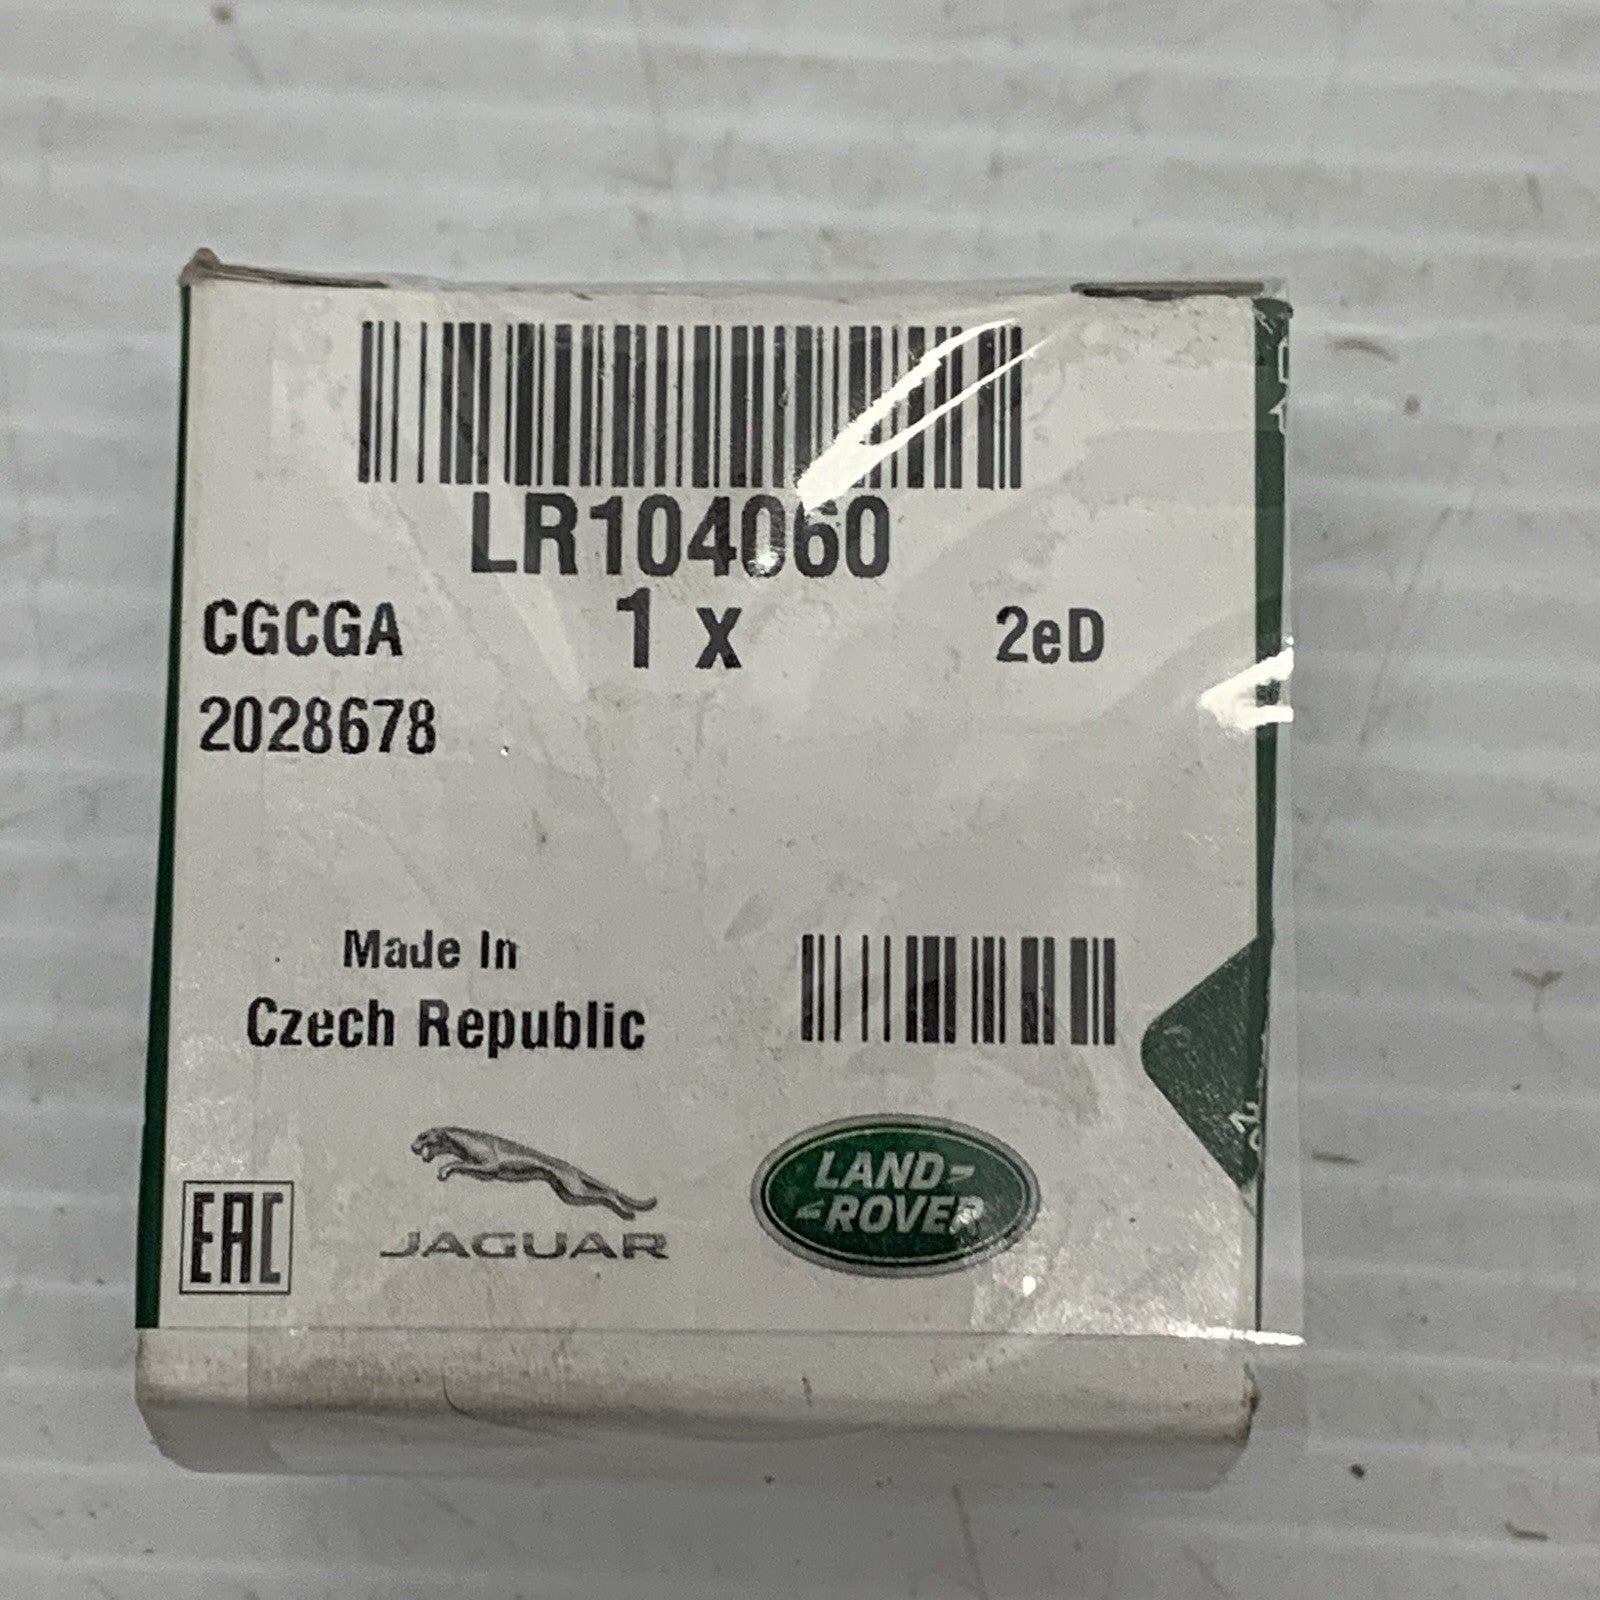 LR104060
CGCGA 1 x 2eD
2028678
Made In
Czech Republic
EAC
JAGUAR
LAND
ROVER